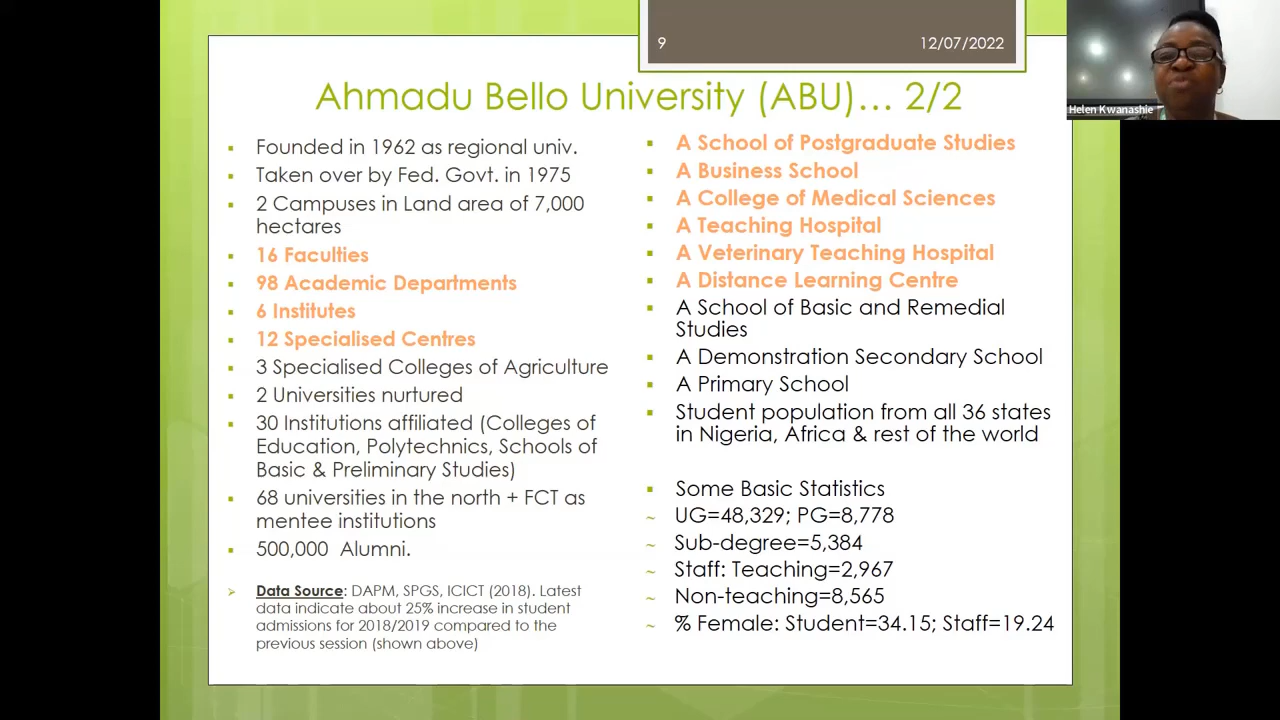 9
12/07/2022
Helen Kwanashie
Ahmadu Bello University (ABU)… 2/2
Founded in 1962 as regional univ.
Taken over by Fed. Govt. in 1975
2 Campuses in Land area of 7,000
hectares
16 Faculties
98 Academic Departments
6 Institutes
12 Specialised Centres
3 Specialised Colleges of Agriculture
2 Universities nurtured
30 Institutions affiliated (Colleges of
Education, Polytechnics, Schools of
Basic & Preliminary Studies)
68 universities in the north + FCT as
mentee institutions
500,000 Alumni.
Data Source: DAPM, SPGS, ICICT (2018). Latest
data indicate about 25% increase in student
admissions for 2018/2019 compared to the
previous session (shown above)
A School of Postgraduate Studies
A Business School
A College of Medical Sciences
A Teaching Hospital
A Veterinary Teaching Hospital
A Distance Learning Centre
A School of Basic and Remedial
Studies
A Demonstration Secondary School
A Primary School
Student population from all 36 states
in Nigeria, Africa & rest of the world
Some Basic Statistics
UG=48,329; PG=8,778
Sub-degree=5,384
Staff: Teaching=2,967
Non-teaching=8,565
% Female: Student=34.15; Staff=19.24